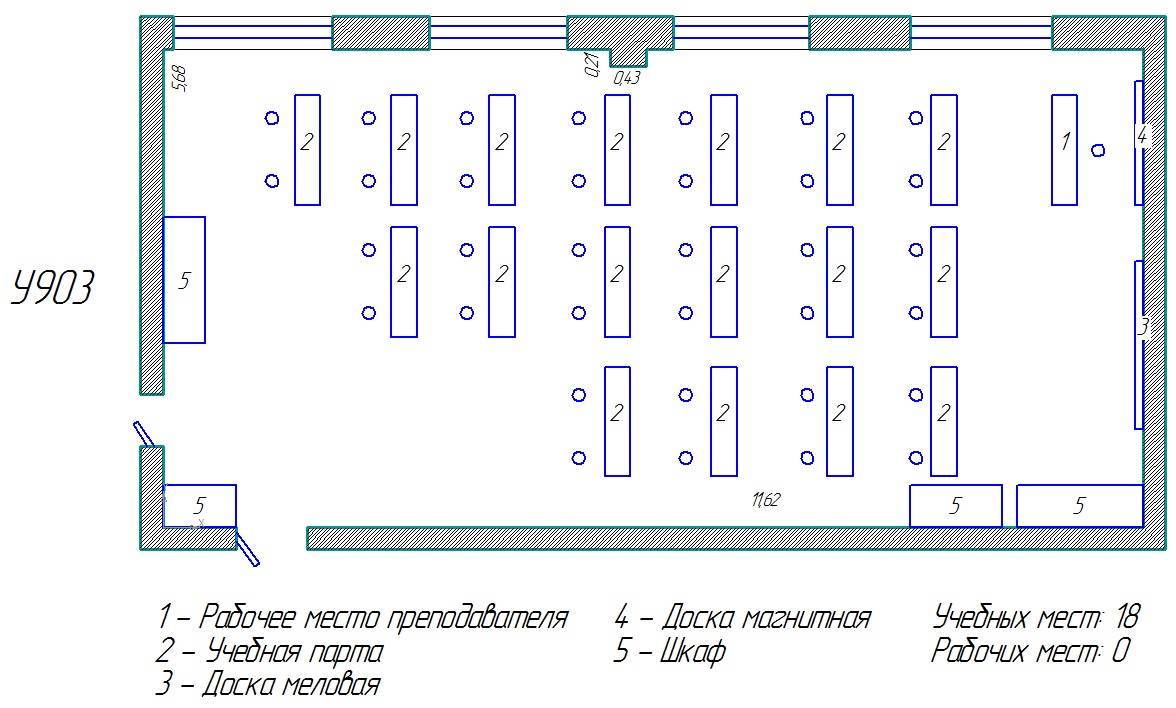 5,68
0,21
0,43
2 2 2 2 2 2 2 1 4
У903
5 2 2 2 2 2 2 3
2 2 2 2
11,62
5 5 5
X
1 – Рабочее место преподавателя
2 – Учебная парта
3 – Доска меловая
4 – Доска магнитная
5 – Шкаф
Учебных мест: 18
Рабочих мест: 0